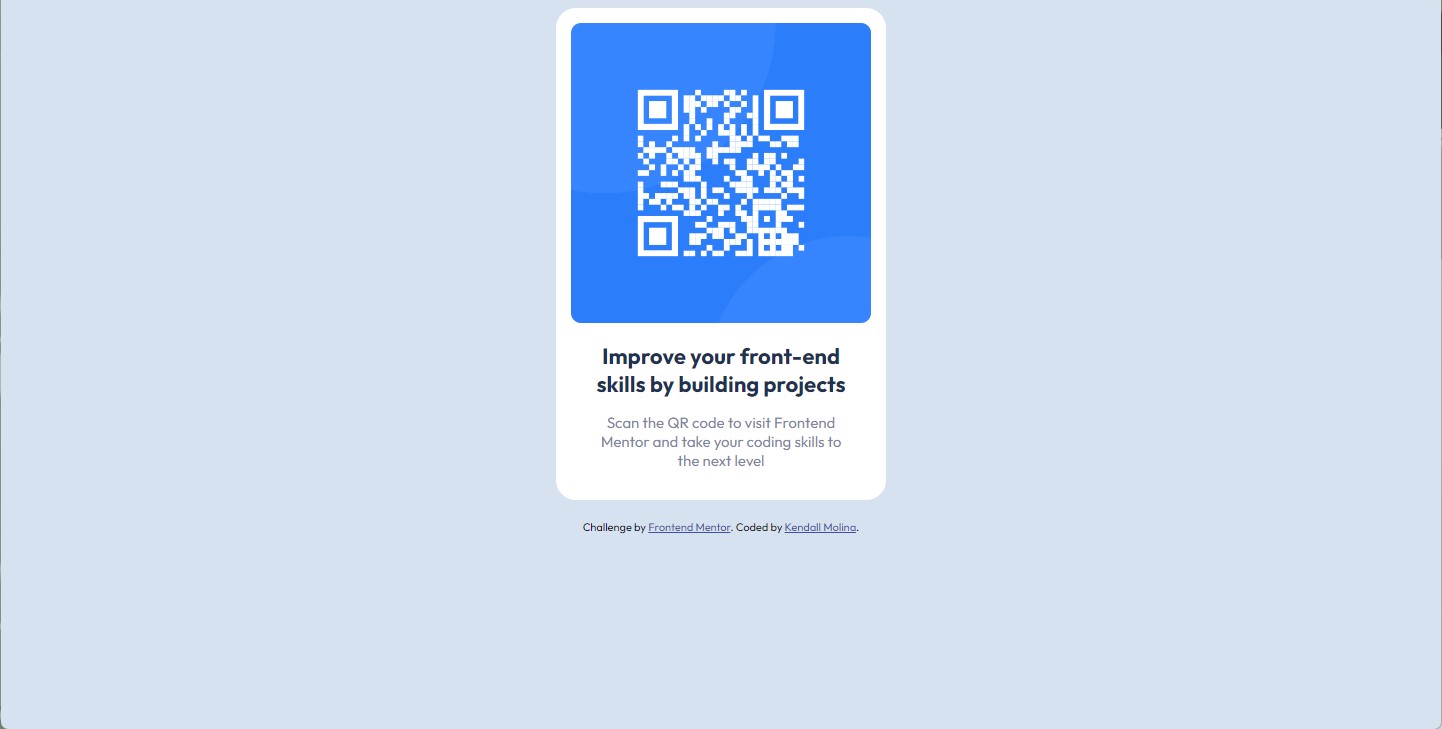 Improve your front-end
skills by building projects
Scan the QR code to visit Frontend
Mentor and take your coding skills to
the next level
Challenge by Frontend Mentor. Coded by Kendall Molina.